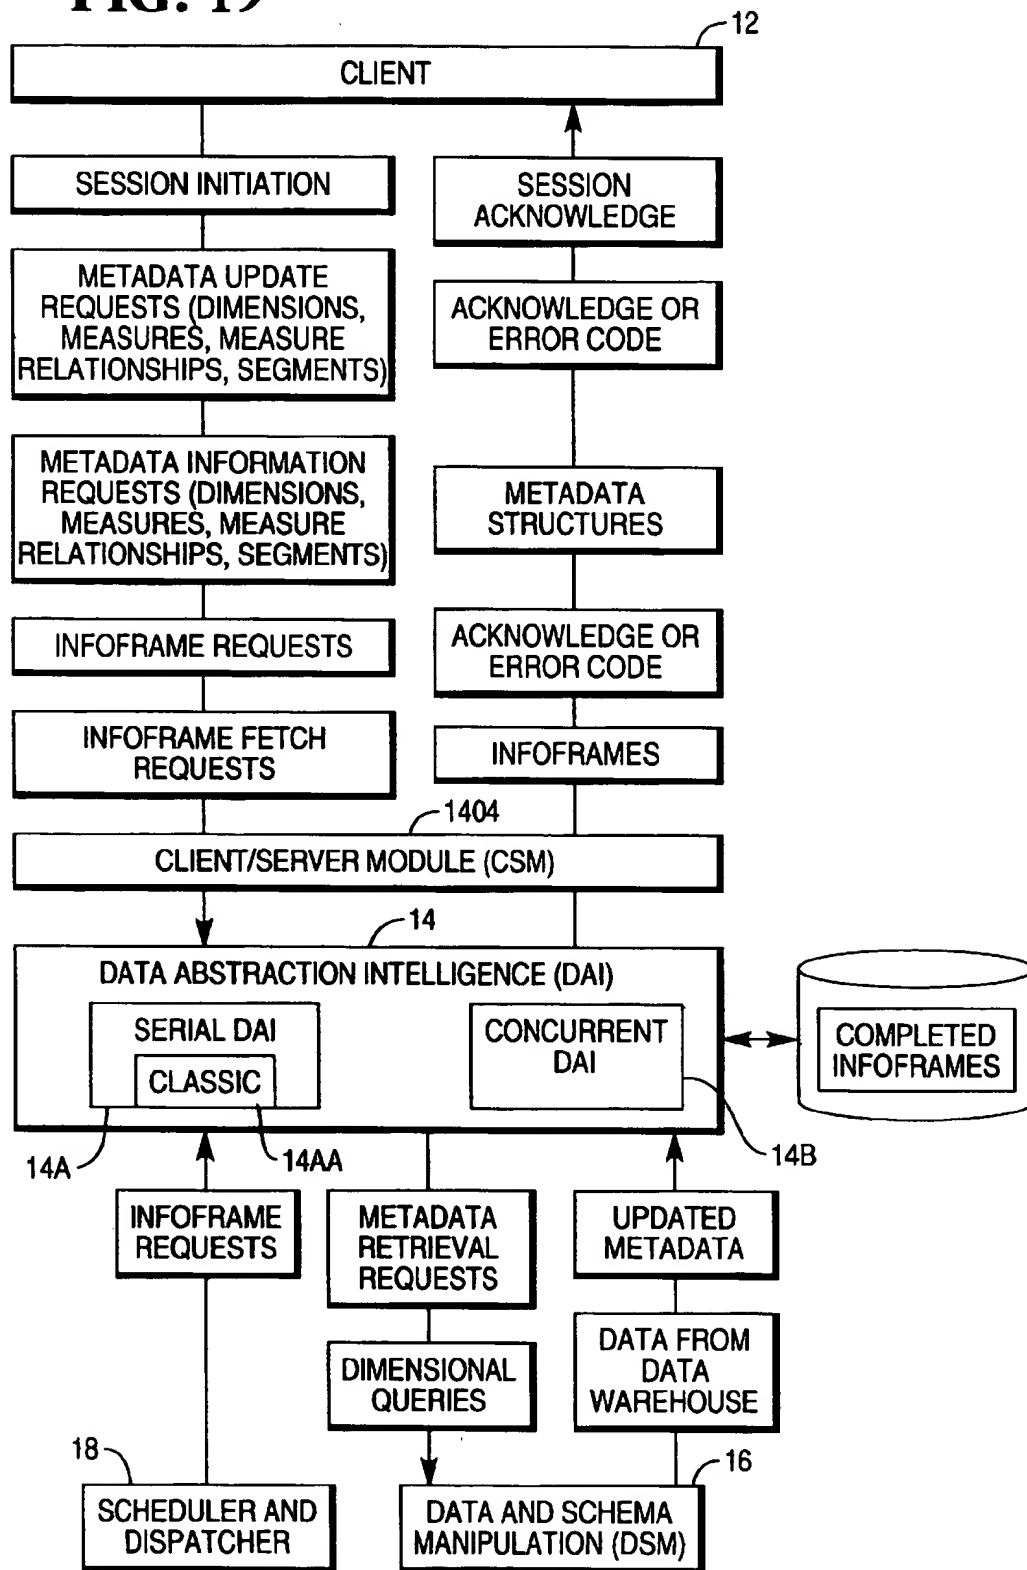 FIG. 19
12
CLIENT
SESSION INITIATION
SESSION
ACKNOWLEDGE
METADATA UPDATE
REQUESTS (DIMENSIONS,
MEASURES, MEASURE
RELATIONSHIPS, SEGMENTS)
ACKNOWLEDGE OR
ERROR CODE
METADATA INFORMATION
REQUESTS (DIMENSIONS,
MEASURES, MEASURE
RELATIONSHIPS, SEGMENTS)
METADATA
STRUCTURES
INFOFRAME REQUESTS
ACKNOWLEDGE OR
ERROR CODE
INFOFRAME FETCH
REQUESTS
INFOFRAMES
1404
CLIENT/SERVER MODULE (CSM)
14
DATA ABSTRACTION INTELLIGENCE (DAI)
SERIAL DAI
CLASSIC
CONCURRENT
DAI
COMPLETED
INFOFRAMES
14A
14AA
14B
INFOFRAME
REQUESTS
METADATA
RETRIEVAL
REQUESTS
UPDATED
METADATA
DIMENSIONAL
QUERIES
DATA FROM
DATA
WAREHOUSE
18
16
SCHEDULER AND
DISPATCHER
DATA AND SCHEMA
MANIPULATION (DSM)